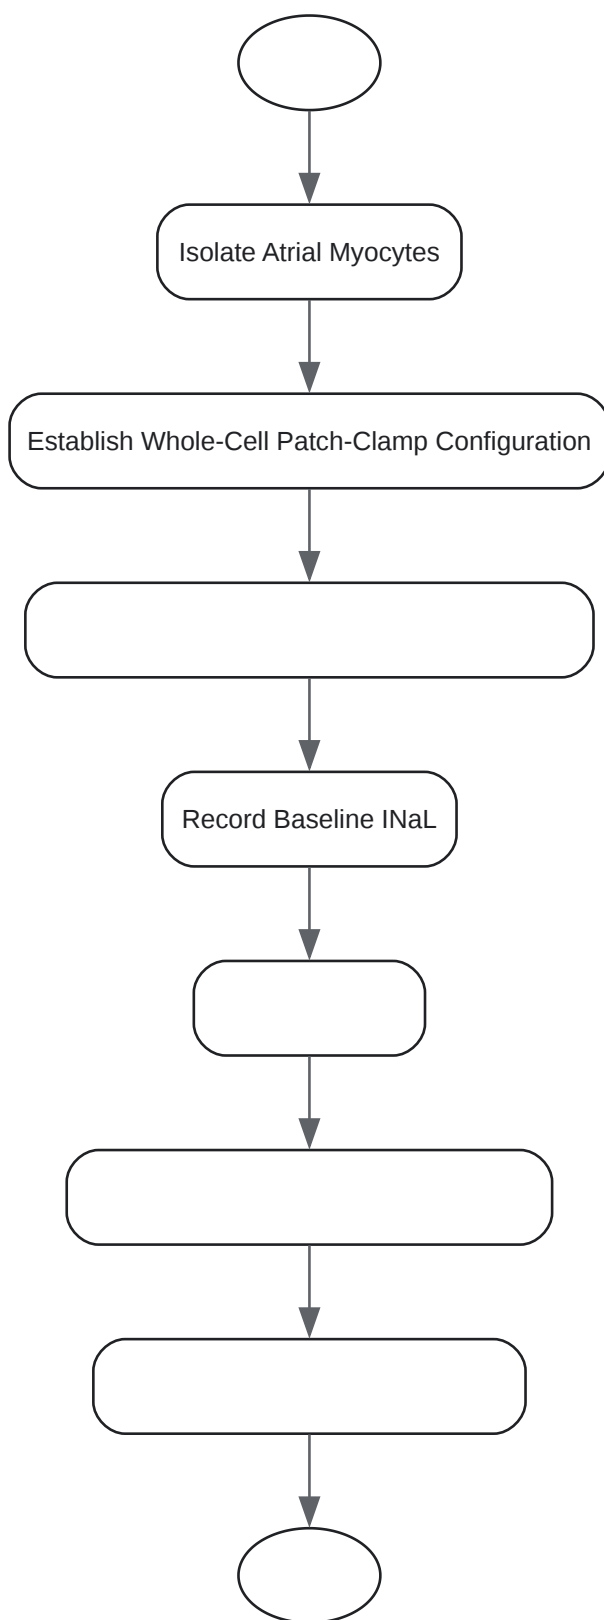 Isolate Atrial Myocytes
Establish Whole-Cell Patch-Clamp Configuration
Record Baseline INaL